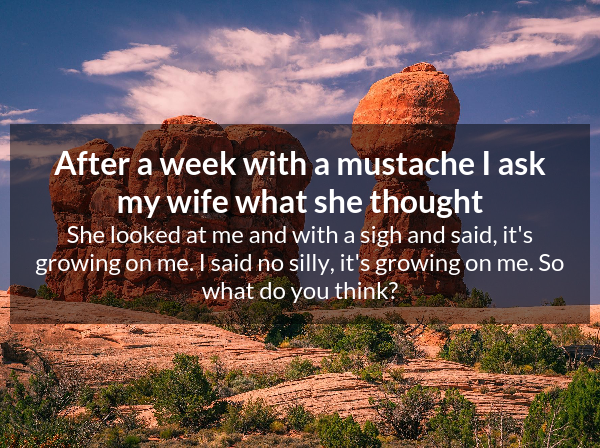 After a week with a mustache I ask
my wife what she thought
She looked at me and with a sigh and said, it's
growing on me. I said no silly, it's growing on me. So
what do you think?